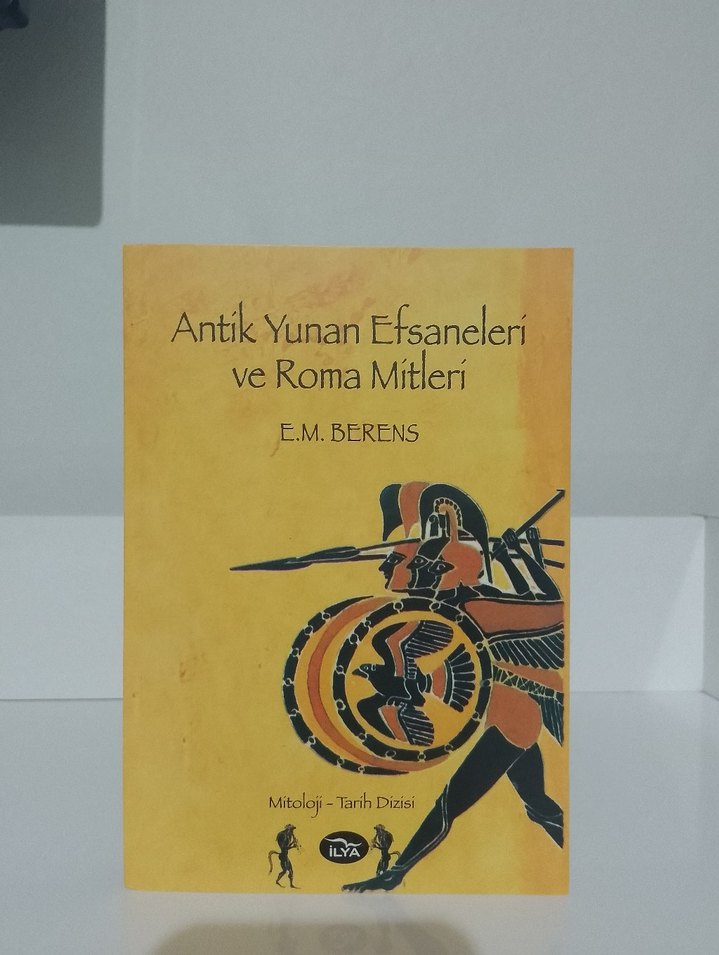 Antik Yunan Efsaneleri
ve Roma Mitleri
E.M. BERENS
Mitoloji - Tarih Dizisi
İLYA